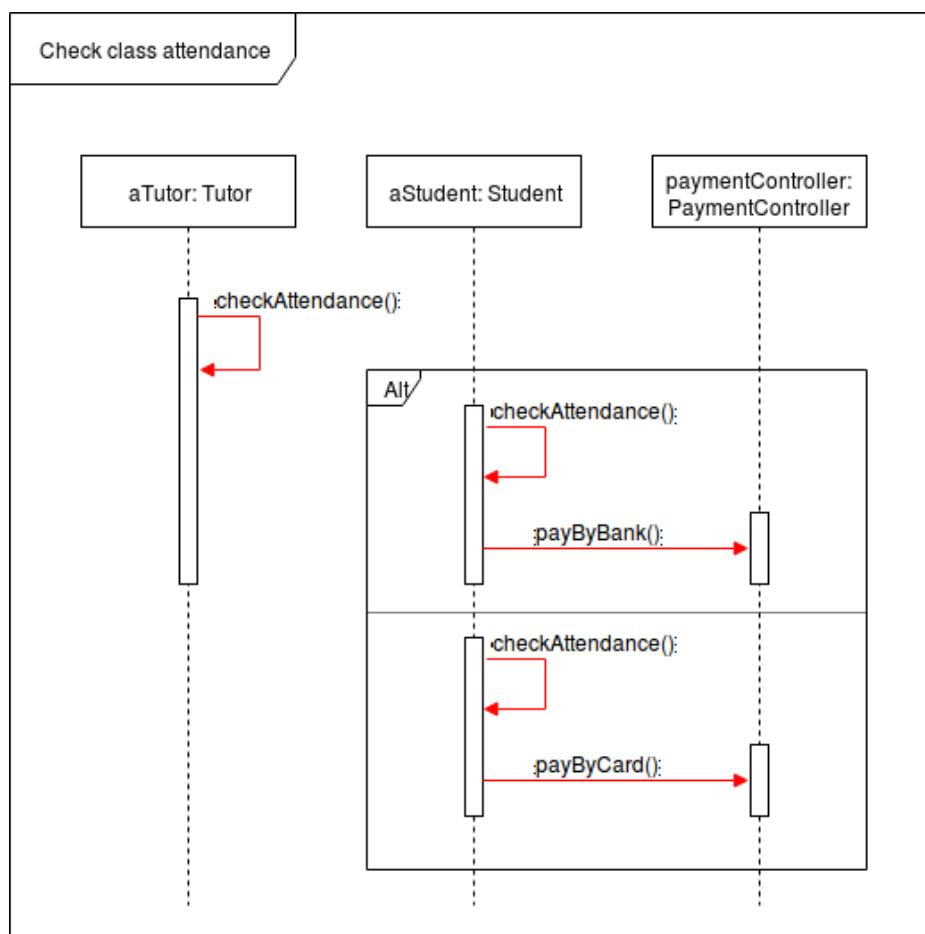 Check class attendance
aTutor: Tutor
aStudent: Student
paymentController:
PaymentController
checkAttendance()
Alt
checkAttendance()
payByBank()
checkAttendance()
payByCard()